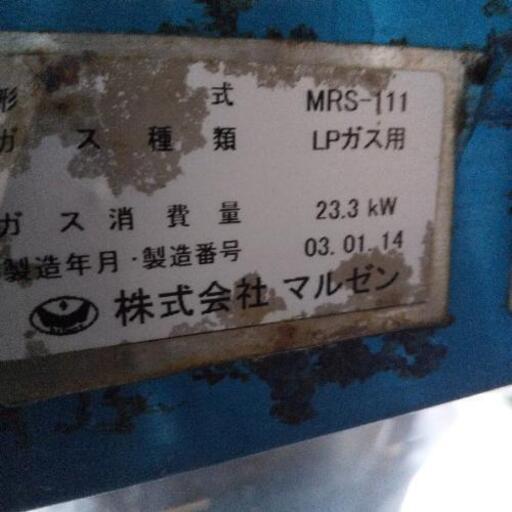 形式 MRS-111
ガス種類 LPガス用
ガス消費量 23.3 kW
製造年月・製造番号 03.01.14
株式会社 マルゼン